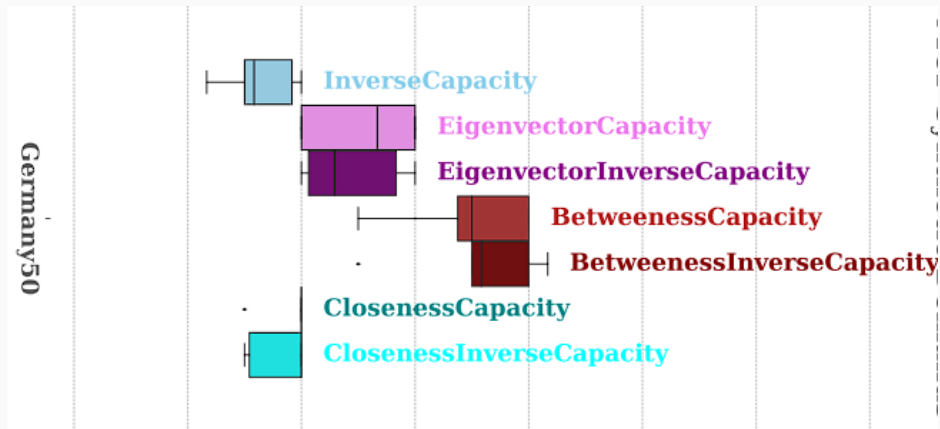 Germany50
InverseCapacity
EigenvectorCapacity
EigenvectorInverseCapacity
BetweenessCapacity
BetweenessInverseCapacity
ClosenessCapacity
ClosenessInverseCapacity